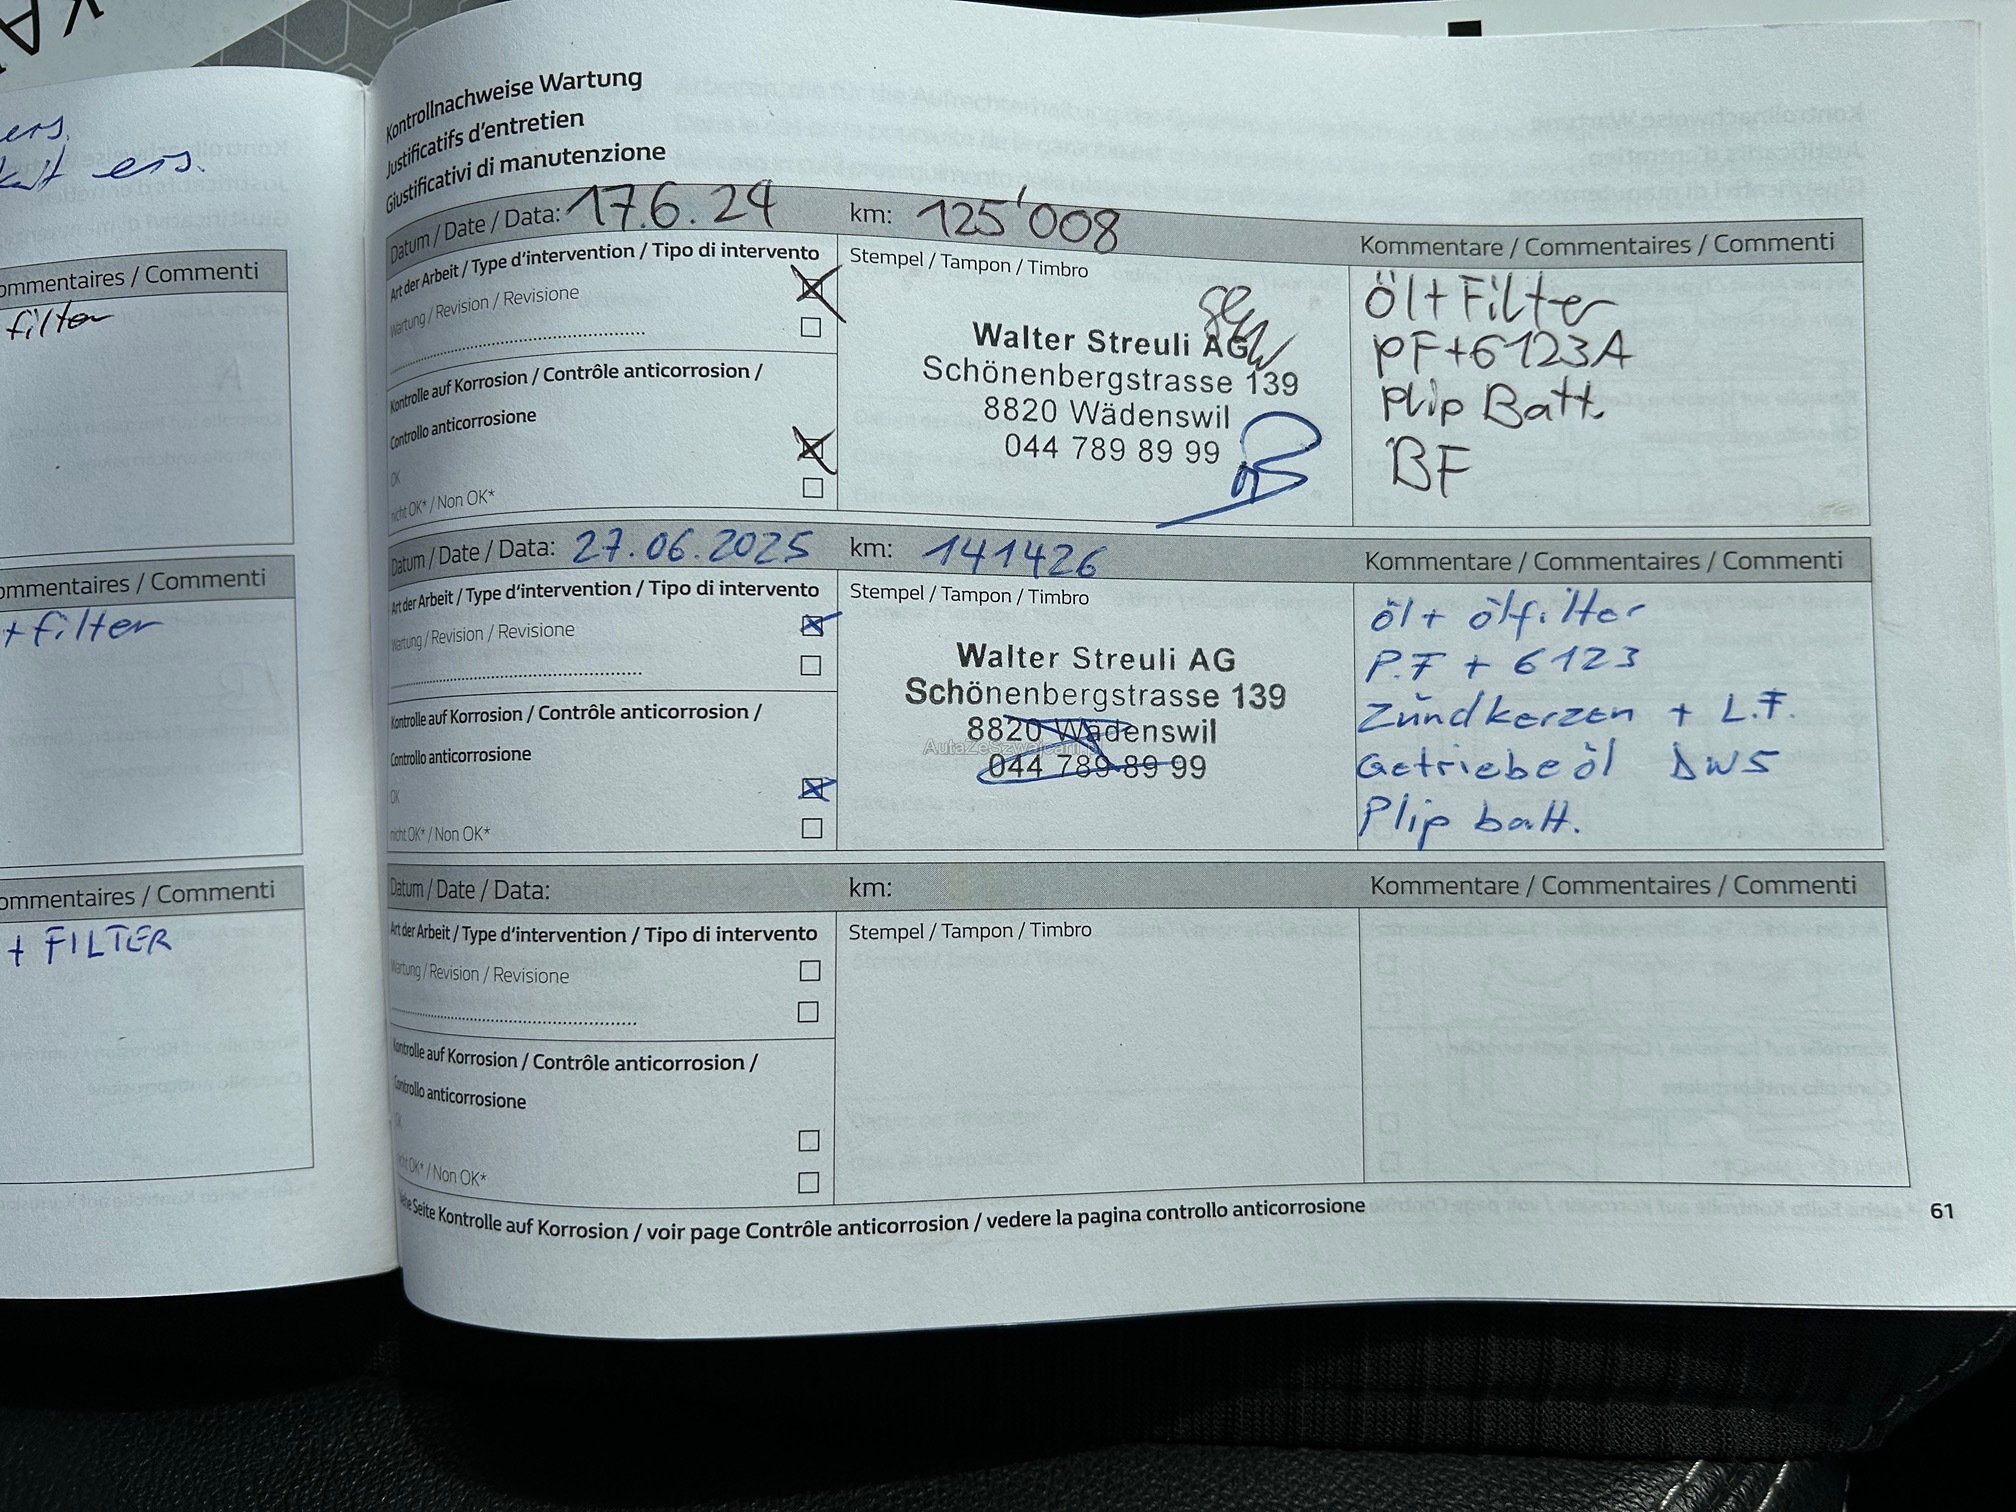 ers.
ers.
ommentaires / Commenti
filter
ommentaires / Commenti
+ filter
ommentaires / Commenti
+ FILTER
Kontrollnachweise Wartung
Justificatifs d'entretien
Giustificativi di manutenzione
Datum / Date / Data: 17.6.24 km: 125'008 Kommentare / Commentaires / Commenti
Art der Arbeit / Type d'intervention / Tipo di intervento
Wartung / Revision / Revisione
Kontrolle auf Korrosion / Contrôle anticorrosion /
Controllo anticorrosione
OK
nicht OK* / Non OK*
Stempel / Tampon / Timbro
Walter Streuli AG
Schönenbergstrasse 139
8820 Wädenswil
044 789 89 99
Öl+Filter
PF+6123A
Plip Batt.
BF
Datum / Date / Data: 27.06.2025 km: 141426 Kommentare / Commentaires / Commenti
Art der Arbeit / Type d'intervention / Tipo di intervento
Wartung / Revision / Revisione
Kontrolle auf Korrosion / Contrôle anticorrosion /
Controllo anticorrosione
OK
nicht OK* / Non OK*
Stempel / Tampon / Timbro
Walter Streuli AG
Schönenbergstrasse 139
8820 Wädenswil
AutaZeSzwajcarii.pl
044 789 89 99
öl + ölfilter
P.F + 6123
Zündkerzen + L.F.
Getriebeöl DW5
Plip batt.
Datum / Date / Data: km: Kommentare / Commentaires / Commenti
Art der Arbeit / Type d'intervention / Tipo di intervento
Wartung / Revision / Revisione
Kontrolle auf Korrosion / Contrôle anticorrosion /
Controllo anticorrosione
OK
nicht OK* / Non OK*
Stempel / Tampon / Timbro
Siehe Seite Kontrolle auf Korrosion / voir page Contrôle anticorrosion / vedere la pagina controllo anticorrosione
61